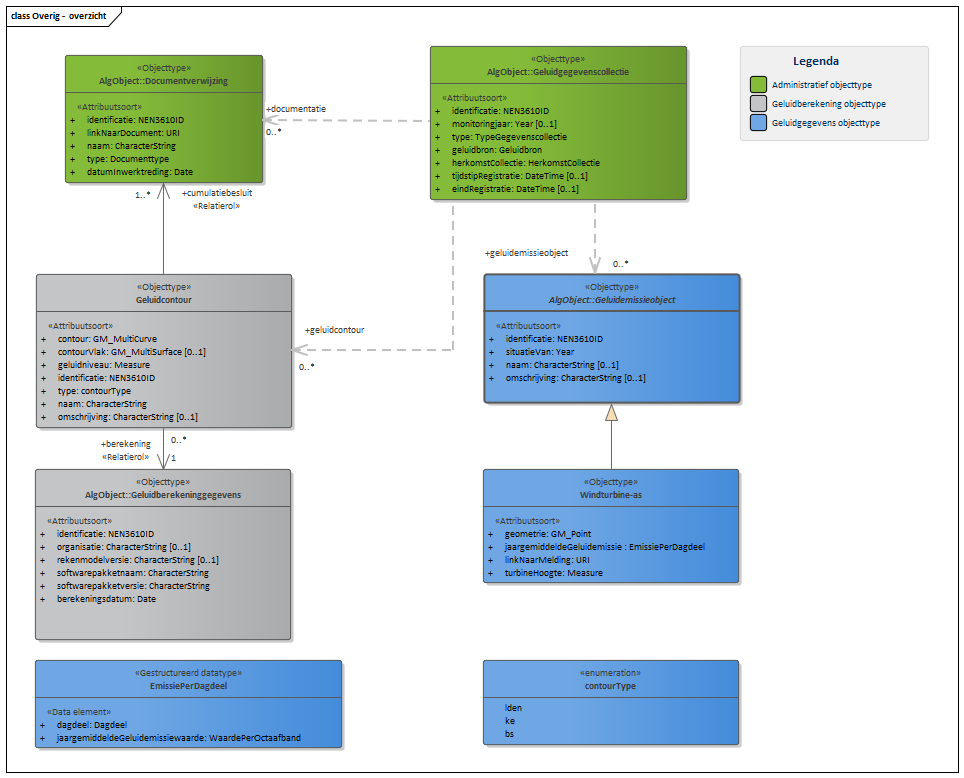 class Overig - overzicht
«Objecttype»
AlgObject::Documentverwijzing
«Attribuutsoort»
+ identificatie: NEN3610ID
+ linkNaarDocument: URI
+ naam: CharacterString
+ type: Documenttype
+ datumInwerktreding: Date
«Objecttype»
AlgObject::Geluidgegevenscollectie
«Attribuutsoort»
+ identificatie: NEN3610ID
+ monitoringjaar: Year [0..1]
+ type: TypeGegevenscollectie
+ geluidbron: Geluidbron
+ herkomstCollectie: HerkomstCollectie
+ tijdstipRegistratie: DateTime [0..1]
+ eindRegistratie: DateTime [0..1]
Legenda
Administratief objecttype
Geluidberekening objecttype
Geluidgegevens objecttype
+documentatie
0..*
1..*
+cumulatiebesluit
«Relatierol»
+geluidemissieobject
0..*
+geluidcontour
0..*
«Objecttype»
Geluidcontour
«Attribuutsoort»
+ contour: GM_MultiCurve
+ contourVlak: GM_MultiSurface [0..1]
+ geluidniveau: Measure
+ identificatie: NEN3610ID
+ type: contourType
+ naam: CharacterString
+ omschrijving: CharacterString [0..1]
«Objecttype»
AlgObject::Geluidemissieobject
«Attribuutsoort»
+ identificatie: NEN3610ID
+ situatieVan: Year
+ naam: CharacterString [0..1]
+ omschrijving: CharacterString [0..1]
+berekening
«Relatierol»
0..*
1
«Objecttype»
AlgObject::Geluidberekeninggegevens
«Attribuutsoort»
+ identificatie: NEN3610ID
+ organisatie: CharacterString [0..1]
+ rekenmodelversie: CharacterString [0..1]
+ softwarepakketnaam: CharacterString
+ softwarepakketversie: CharacterString
+ berekeningsdatum: Date
«Objecttype»
Windturbine-as
«Attribuutsoort»
+ geometrie: GM_Point
+ jaargemiddeldeGeluidemissie : EmissiePerDagdeel
+ linkNaarMelding: URI
+ turbineHoogte: Measure
«Gestructureerd datatype»
EmissiePerDagdeel
«Data element»
+ dagdeel: Dagdeel
+ jaargemiddeldeGeluidemissiewaarde: WaardePerOctaafband
«enumeration»
contourType
lden
ke
bs